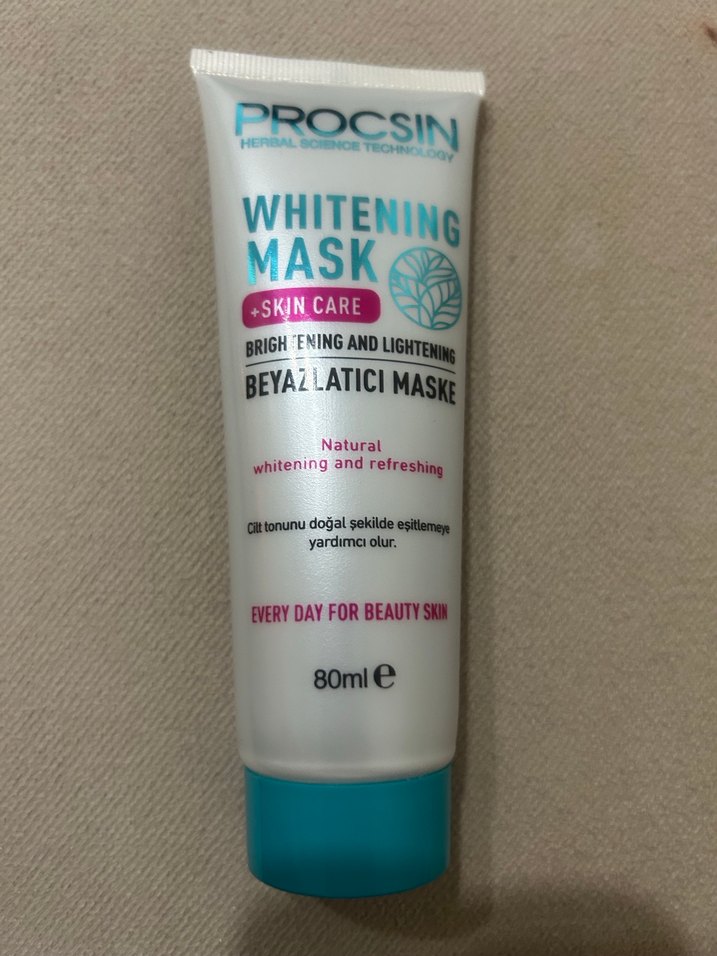 PROCSIN
HERBAL SCIENCE TECHNOLOGY
WHITENING
MASK
+SKIN CARE
BRIGHTENING AND LIGHTENING
BEYAZLATICI MASKE
Natural
whitening and refreshing
Cilt tonunu doğal şekilde eşitlemeye
yardımcı olur.
EVERY DAY FOR BEAUTY SKIN
80ml e